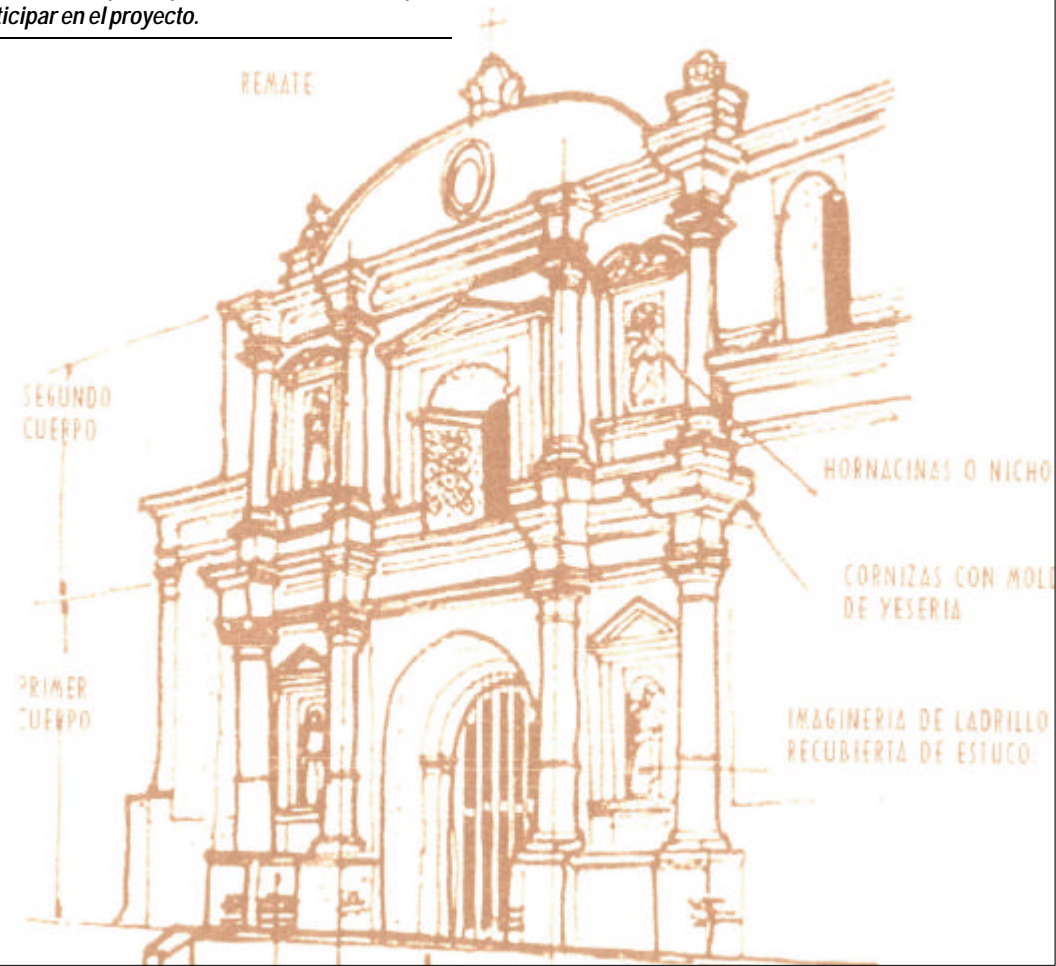 ticipar en el proyecto.
REMATE
SEGUNDO
CUERPO
HORNACINAS O NICHO
CORNIZAS CON MOLD
DE YESERIA
PRIMER
CUERPO
IMAGINERIA DE LADRILLO
RECUBIERTA DE ESTUCO.